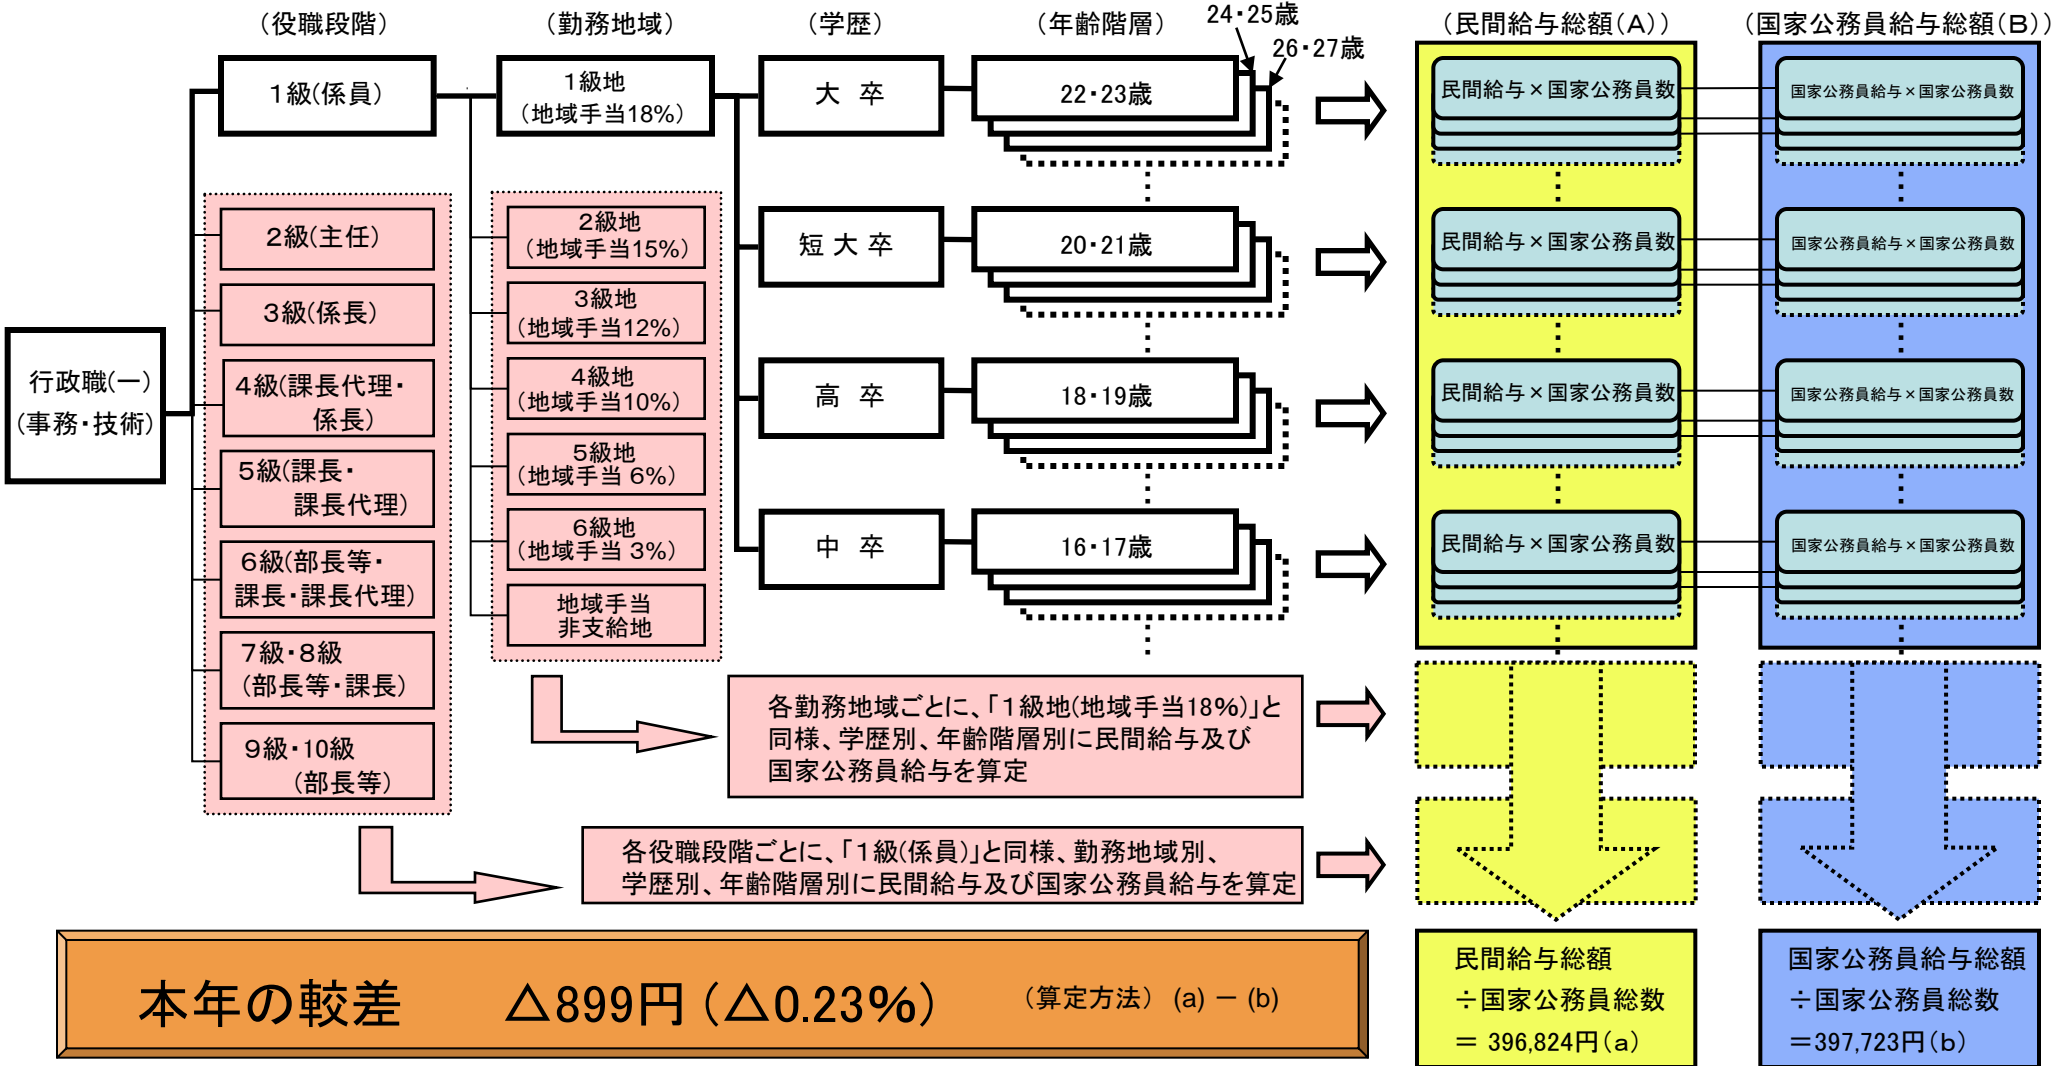 (役職段階)
(勤務地域)
(学歴)
(年齢階層)
24・25歳
26・27歳
(民間給与総額(A))
(国家公務員給与総額(B))
行政職(一)
(事務・技術)
1級(係員)
2級(主任)
3級(係長)
4級(課長代理・
係長)
5級(課長・
課長代理)
6級(部長等・
課長・課長代理)
7級・8級
(部長等・課長)
9級・10級
(部長等)
1級地
(地域手当18%)
2級地
(地域手当15%)
3級地
(地域手当12%)
4級地
(地域手当10%)
5級地
(地域手当 6%)
6級地
(地域手当 3%)
地域手当
非支給地
大 卒
22・23歳
民間給与×国家公務員数
国家公務員給与×国家公務員数
短 大 卒
20・21歳
民間給与×国家公務員数
国家公務員給与×国家公務員数
高 卒
18・19歳
民間給与×国家公務員数
国家公務員給与×国家公務員数
中 卒
16・17歳
民間給与×国家公務員数
国家公務員給与×国家公務員数
各勤務地域ごとに、「1級地(地域手当18%)」と
同様、学歴別、年齢階層別に民間給与及び
国家公務員給与を算定
各役職段階ごとに、「1級(係員)」と同様、勤務地域別、
学歴別、年齢階層別に民間給与及び国家公務員給与を算定
本年の較差 △899円(△0.23%) (算定方法) (a) － (b)
民間給与総額
÷国家公務員総数
＝ 396,824円(a)
国家公務員給与総額
÷国家公務員総数
＝397,723円(b)